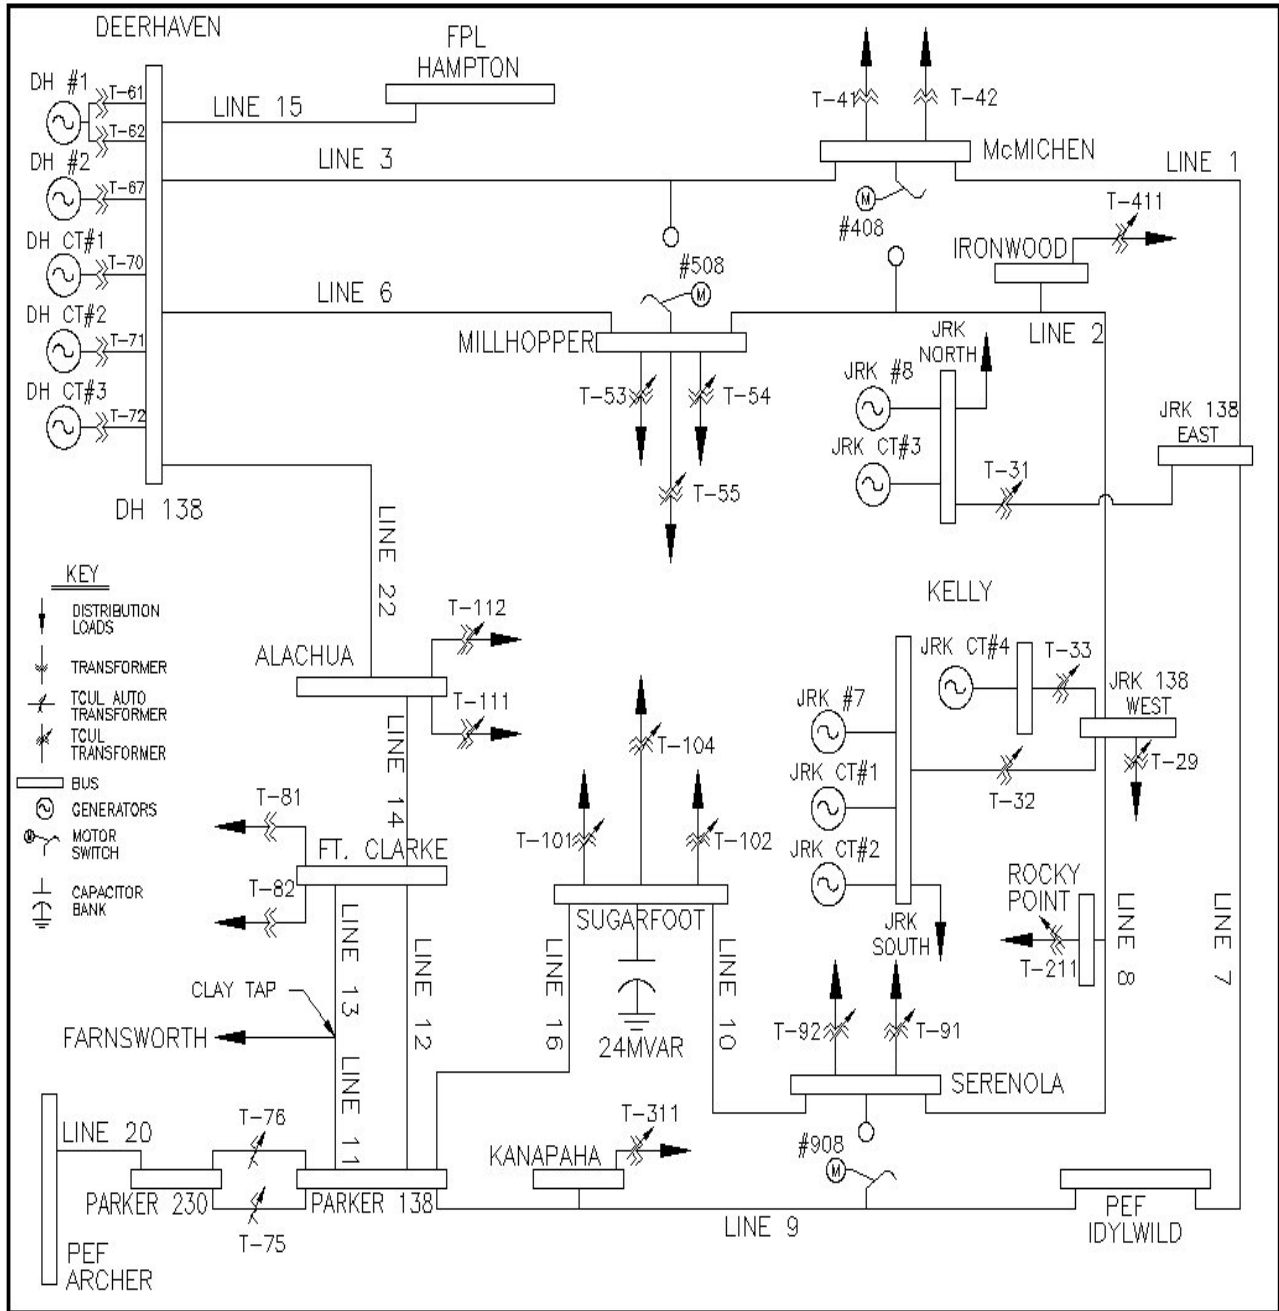 DEERHAVEN
FPL
HAMPTON
DH #1
T-61
T-62
LINE 15
T-41
T-42
McMICHEN
LINE 1
LINE 3
DH #2
T-67
#408
T-411
IRONWOOD
DH CT#1
T-70
#508
LINE 6
DH CT#2
T-71
MILLHOPPER
LINE 2
JRK
NORTH
JRK #8
DH CT#3
T-72
T-53
T-54
JRK 138
EAST
JRK CT#3
T-31
T-55
DH 138
LINE 22
KEY
DISTRIBUTION
LOADS
TRANSFORMER
TCUL AUTO
TRANSFORMER
TCUL
TRANSFORMER
BUS
GENERATORS
MOTOR
SWITCH
CAPACITOR
BANK
KELLY
T-112
ALACHUA
T-111
JRK CT#4
T-33
JRK 138
WEST
JRK #7
T-104
T-29
LINE 14
JRK CT#1
T-32
T-81
T-101
T-102
FT. CLARKE
JRK CT#2
T-82
ROCKY
POINT
SUGARFOOT
JRK
SOUTH
T-211
LINE 8
LINE 7
LINE 13
LINE 12
LINE 16
LINE 10
CLAY TAP
FARNSWORTH
24MVAR
T-92
T-91
LINE 11
SERENOLA
T-76
T-311
LINE 20
KANAPAHA
#908
M
M
M
M
PARKER 230
PARKER 138
T-75
LINE 9
PEF
IDYLWILD
PEF
ARCHER